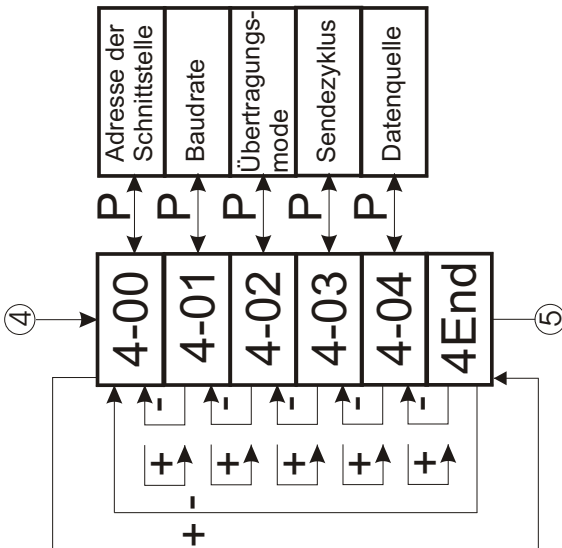 4
4-00
P
Adresse der
Schnittstelle
4-01
P
Baudrate
4-02
P
Übertragungs-
mode
4-03
P
Sendezyklus
4-04
P
Datenquelle
4End
5
-
-
-
-
-
+
+
+
+
+
+ -